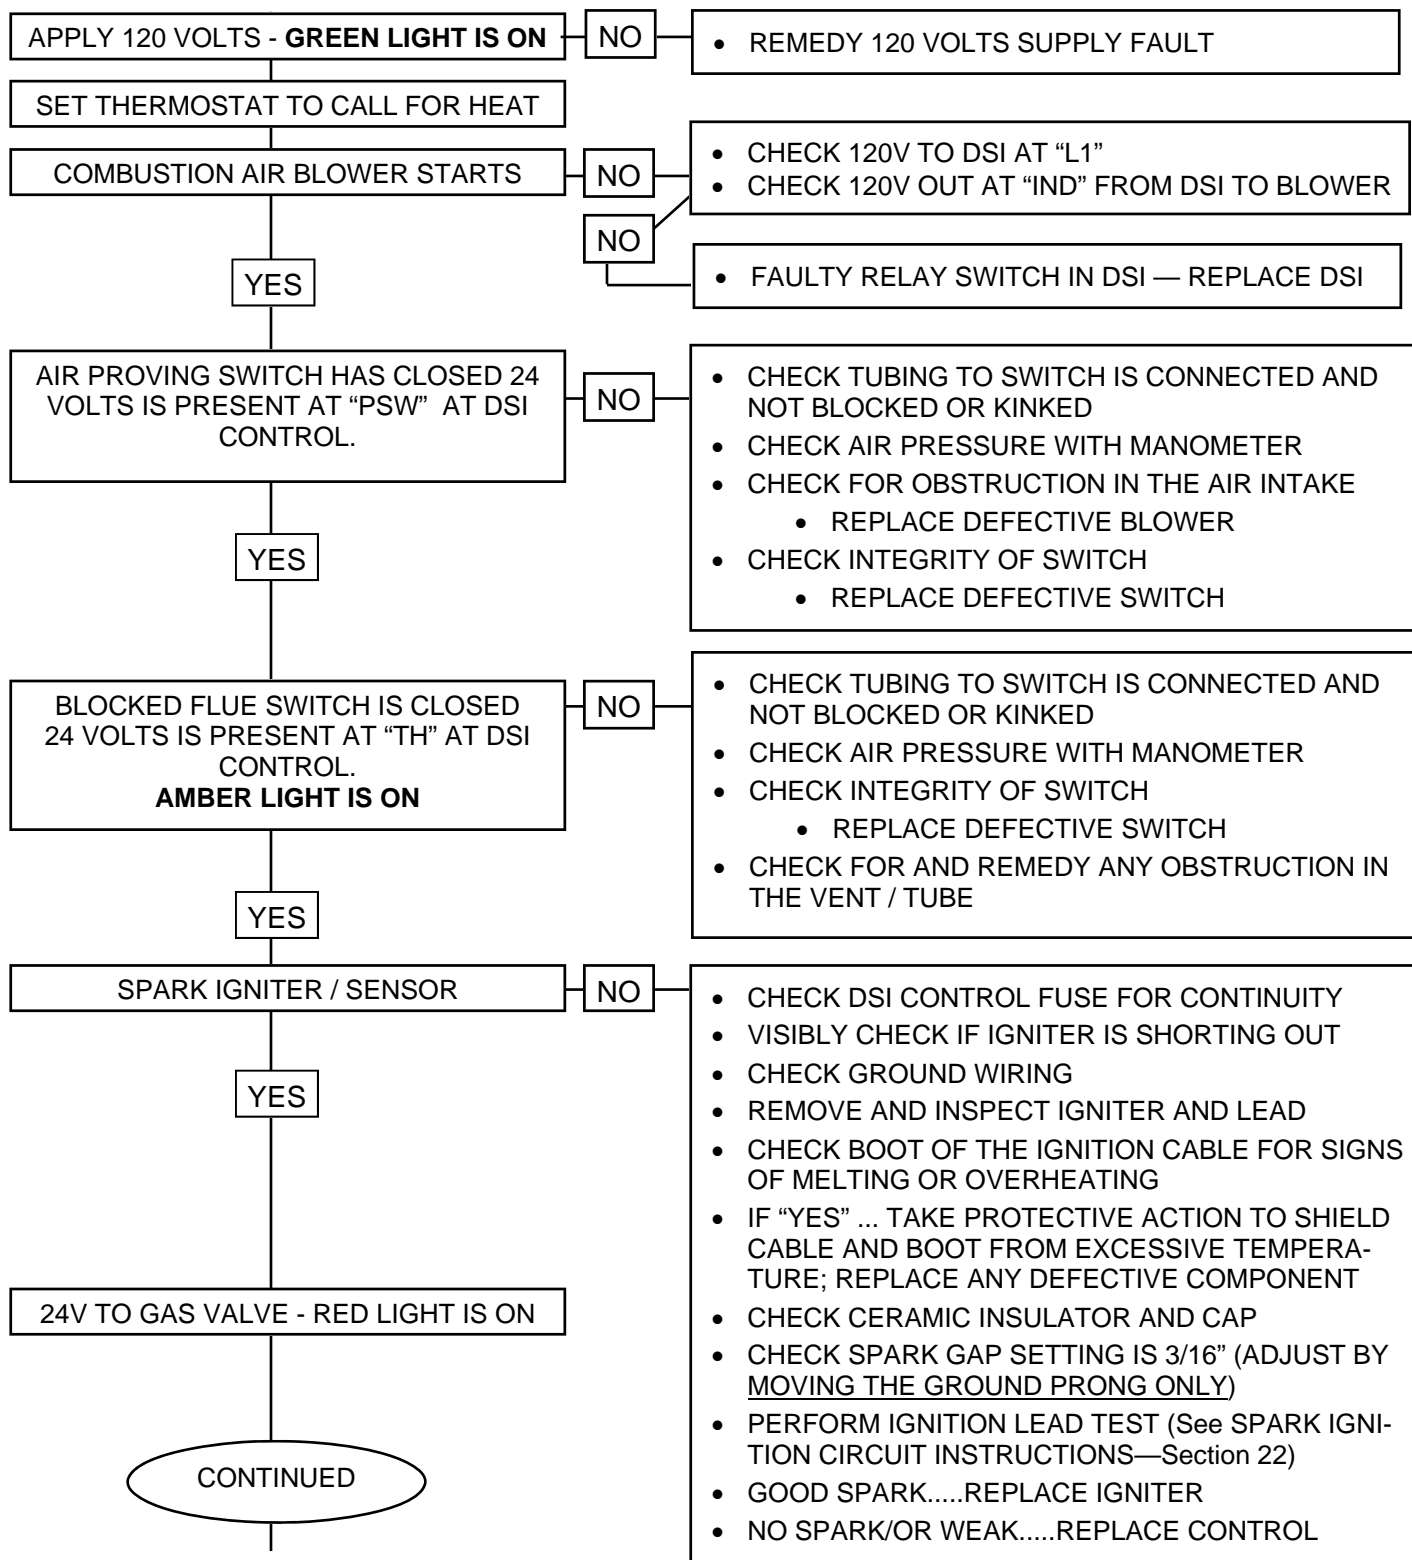 APPLY 120 VOLTS - GREEN LIGHT IS ON
NO
• REMEDY 120 VOLTS SUPPLY FAULT
SET THERMOSTAT TO CALL FOR HEAT
COMBUSTION AIR BLOWER STARTS
NO
• CHECK 120V TO DSI AT “L1”
• CHECK 120V OUT AT “IND” FROM DSI TO BLOWER
NO
• FAULTY RELAY SWITCH IN DSI — REPLACE DSI
YES
AIR PROVING SWITCH HAS CLOSED 24
VOLTS IS PRESENT AT “PSW” AT DSI
CONTROL.
NO
• CHECK TUBING TO SWITCH IS CONNECTED AND
NOT BLOCKED OR KINKED
• CHECK AIR PRESSURE WITH MANOMETER
• CHECK FOR OBSTRUCTION IN THE AIR INTAKE
• REPLACE DEFECTIVE BLOWER
• CHECK INTEGRITY OF SWITCH
• REPLACE DEFECTIVE SWITCH
YES
BLOCKED FLUE SWITCH IS CLOSED
24 VOLTS IS PRESENT AT “TH” AT DSI
CONTROL.
AMBER LIGHT IS ON
NO
• CHECK TUBING TO SWITCH IS CONNECTED AND
NOT BLOCKED OR KINKED
• CHECK AIR PRESSURE WITH MANOMETER
• CHECK INTEGRITY OF SWITCH
• REPLACE DEFECTIVE SWITCH
• CHECK FOR AND REMEDY ANY OBSTRUCTION IN
THE VENT / TUBE
YES
SPARK IGNITER / SENSOR
NO
• CHECK DSI CONTROL FUSE FOR CONTINUITY
• VISIBLY CHECK IF IGNITER IS SHORTING OUT
• CHECK GROUND WIRING
• REMOVE AND INSPECT IGNITER AND LEAD
• CHECK BOOT OF THE IGNITION CABLE FOR SIGNS
OF MELTING OR OVERHEATING
• IF “YES” ... TAKE PROTECTIVE ACTION TO SHIELD
CABLE AND BOOT FROM EXCESSIVE TEMPERA-
TURE; REPLACE ANY DEFECTIVE COMPONENT
• CHECK CERAMIC INSULATOR AND CAP
• CHECK SPARK GAP SETTING IS 3/16” (ADJUST BY
MOVING THE GROUND PRONG ONLY)
• PERFORM IGNITION LEAD TEST (See SPARK IGNI-
TION CIRCUIT INSTRUCTIONS—Section 22)
• GOOD SPARK.....REPLACE IGNITER
• NO SPARK/OR WEAK.....REPLACE CONTROL
YES
24V TO GAS VALVE - RED LIGHT IS ON
CONTINUED